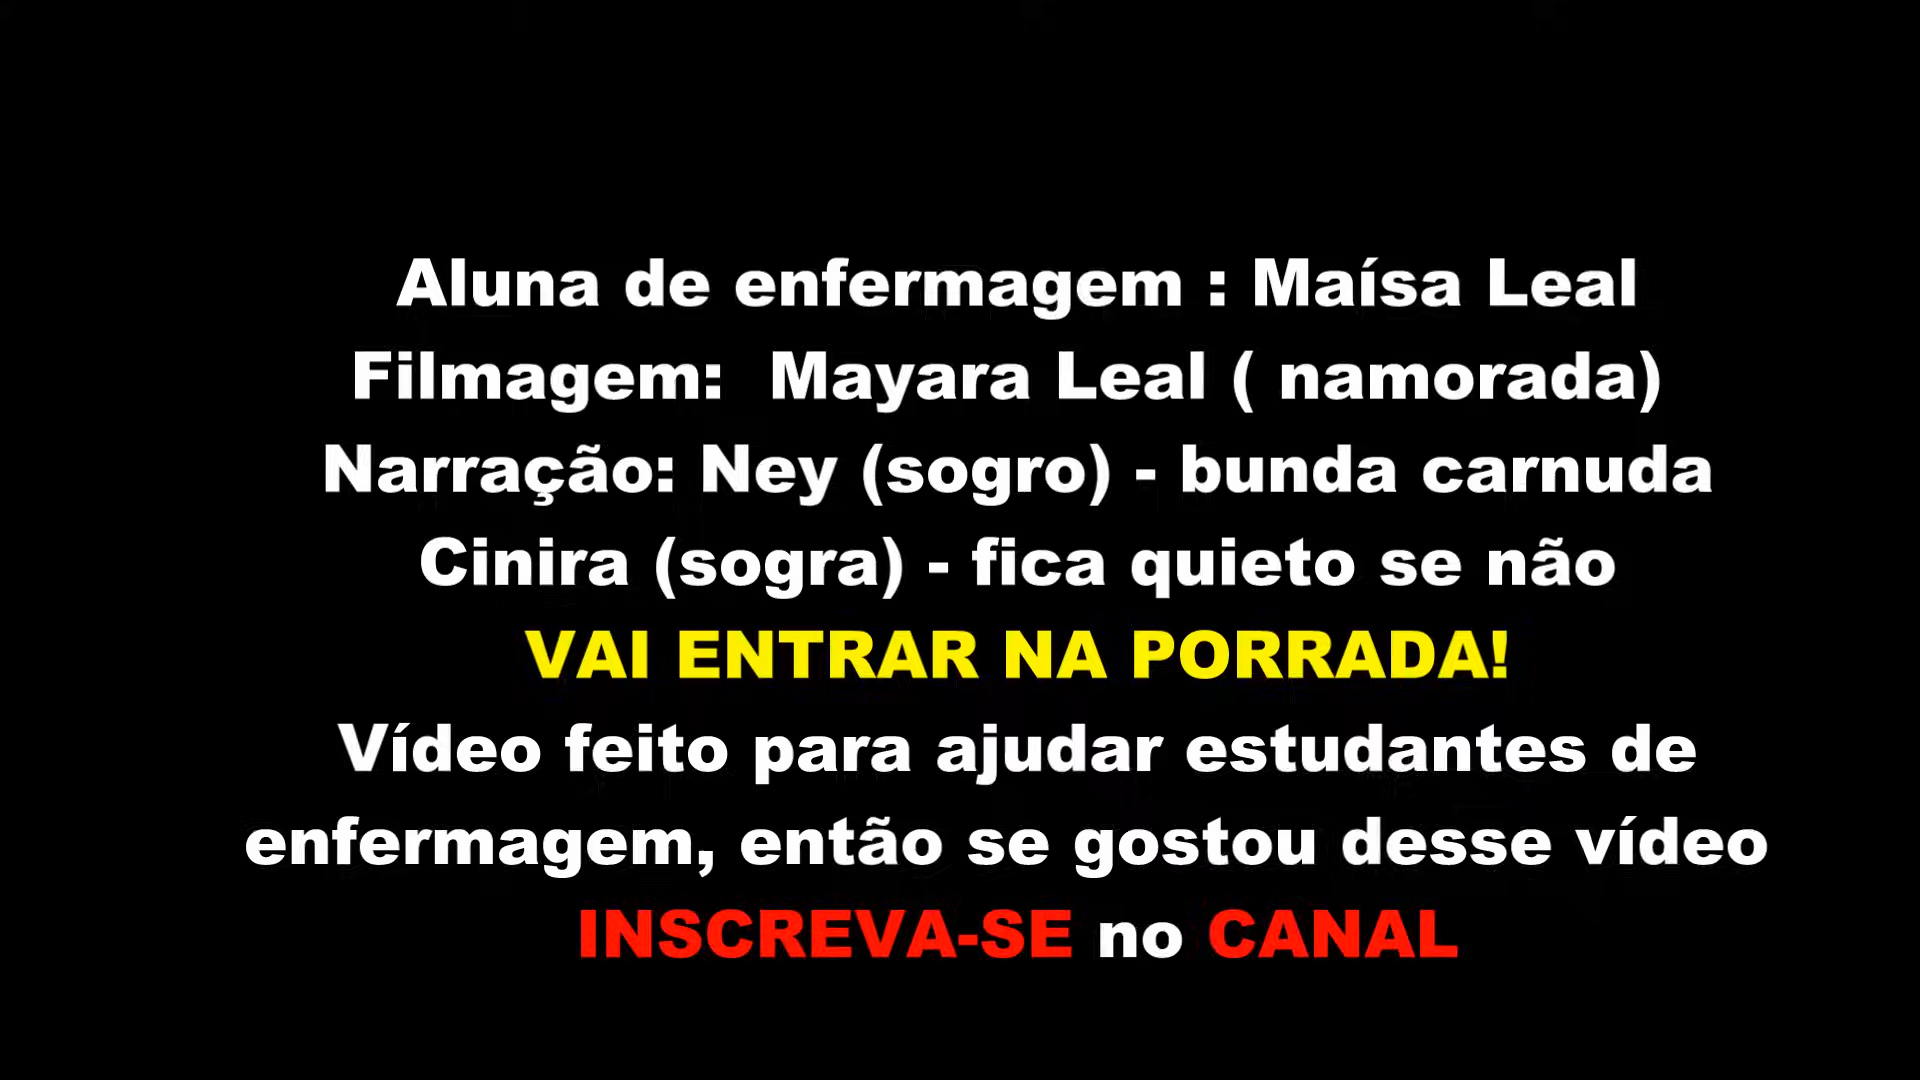 Aluna de enfermagem : Maísa Leal
Filmagem:  Mayara Leal ( namorada)
Narração: Ney (sogro) - bunda carnuda
Cinira (sogra) - fica quieto se não
VAI ENTRAR NA PORRADA!
Vídeo feito para ajudar estudantes de
enfermagem, então se gostou desse vídeo
INSCREVA-SE no CANAL